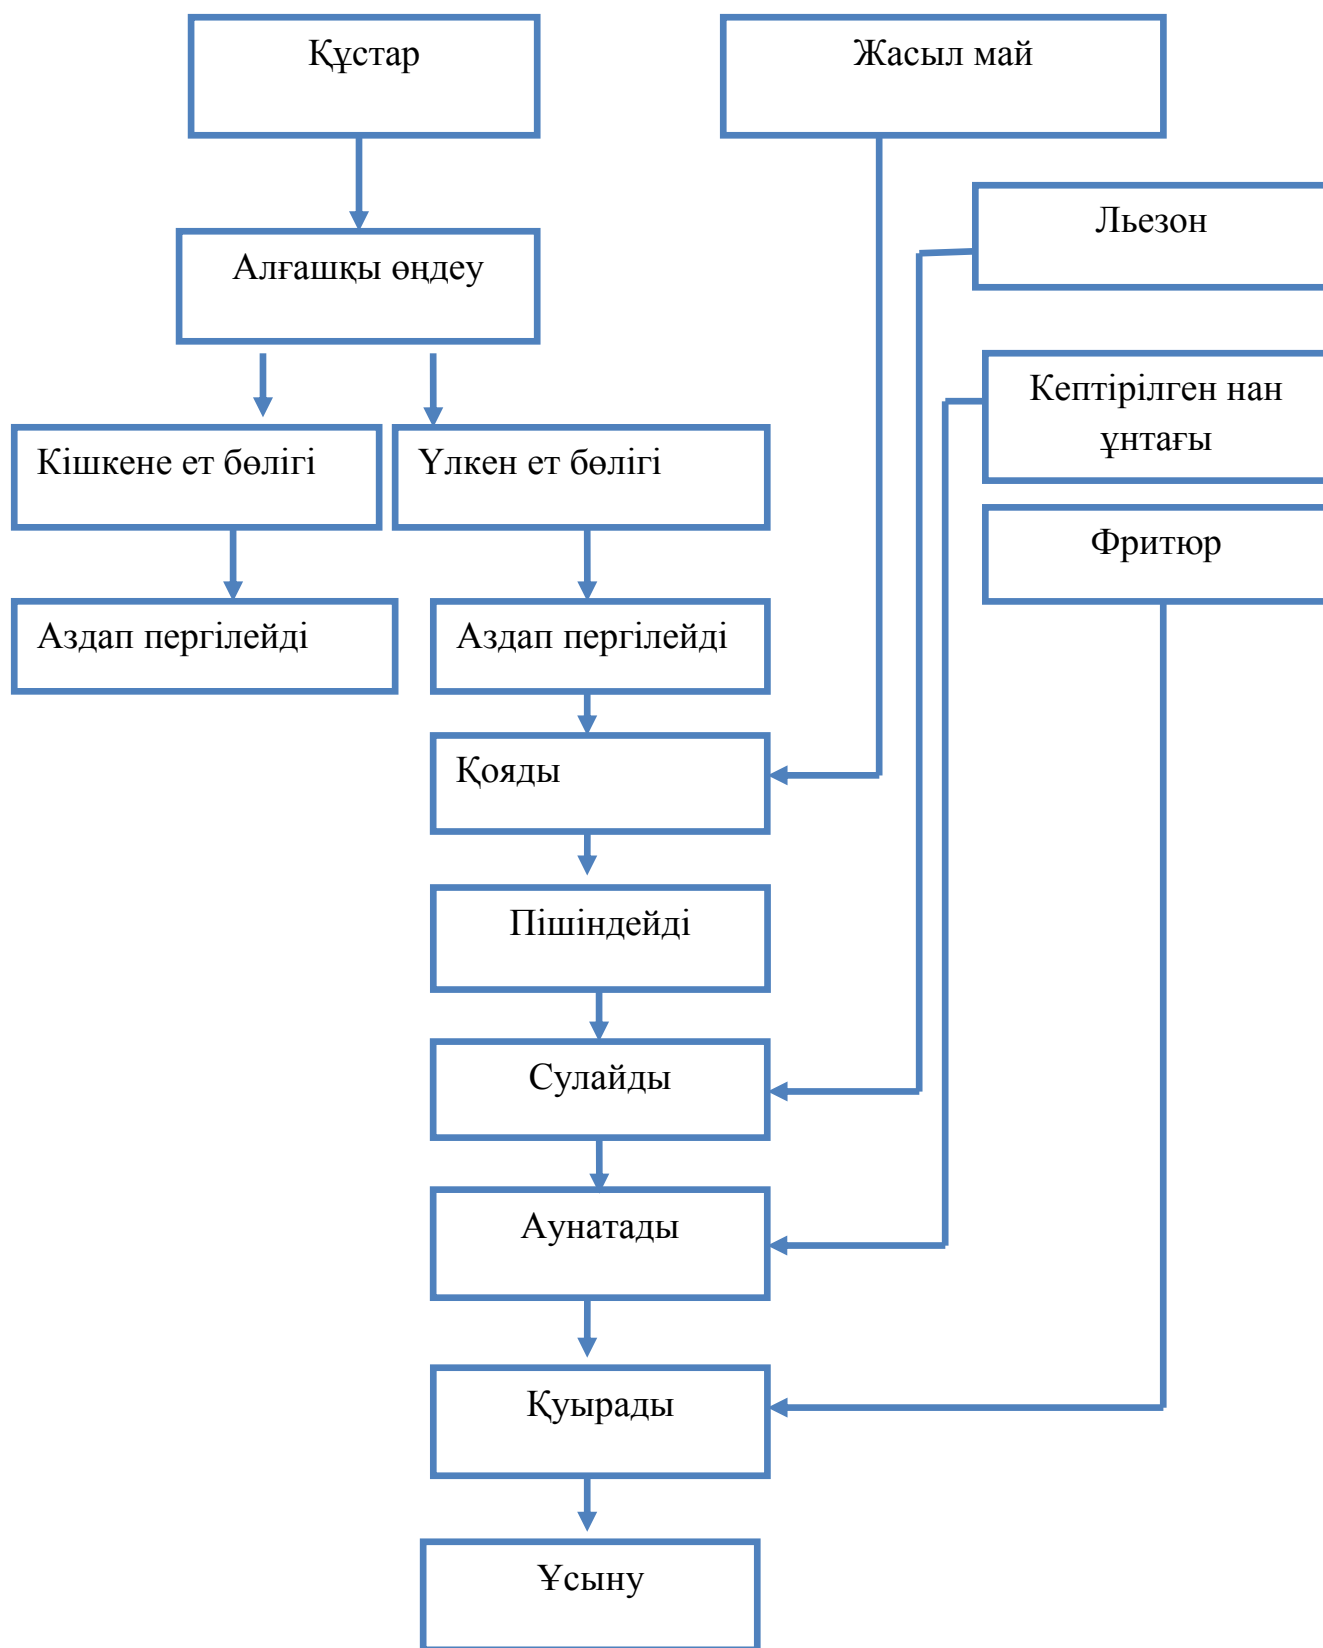 Құстар
Жасыл май
Льезон
Алғашқы өңдеу
Кептірілген нан
ұнтағы
Кішкене ет бөлігі
Үлкен ет бөлігі
Фритюр
Аздап пергілейді
Аздап пергілейді
Қояды
Пішіндейді
Сулайды
Аунатады
Қуырады
Ұсыну